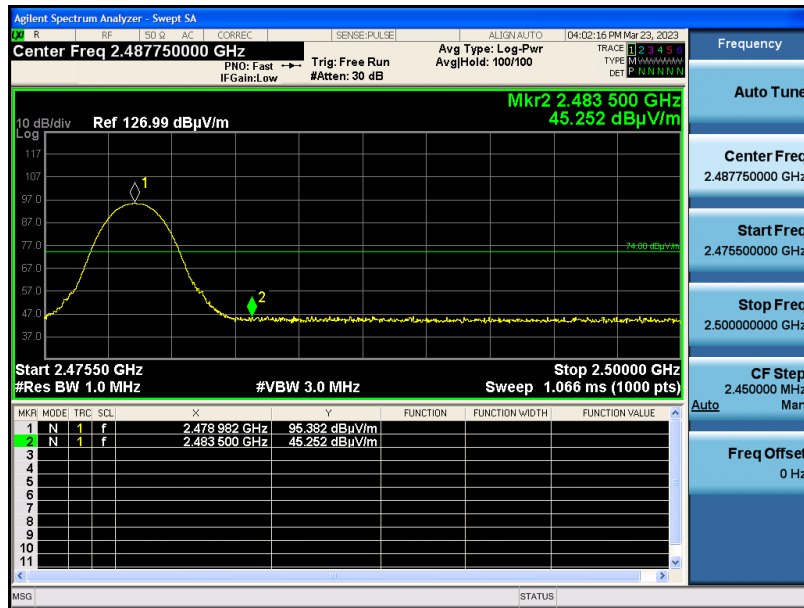 Agilent Spectrum Analyzer - Swept SA
LXI R RF 50 Ω AC CORREC SENSE:PULSE ALIGN AUTO 04:02:16 PM Mar 23, 2023
Center Freq 2.487750000 GHz
PNO: Fast
IFGain:Low
Trig: Free Run
#Atten: 30 dB
Avg Type: Log-Pwr
Avg|Hold: 100/100
TRACE 1 2 3 4 5 6
TYPE M
DET P N N N N N
Mkr2 2.483 500 GHz
45.252 dBµV/m
10 dB/div Ref 126.99 dBµV/m
Log
117
107
97.0
87.0
77.0
67.0
57.0
47.0
37.0
1
2
74.00 dBµV/m
Start 2.47550 GHz Stop 2.50000 GHz
#Res BW 1.0 MHz #VBW 3.0 MHz Sweep 1.066 ms (1000 pts)
MKR MODE TRC SCL X Y FUNCTION FUNCTION WIDTH FUNCTION VALUE
1 N 1 f 2.478 982 GHz 95.382 dBµV/m
2 N 1 f 2.483 500 GHz 45.252 dBµV/m
3
4
5
6
7
8
9
10
11
MSG STATUS
Frequency
Auto Tune
Center Freq
2.487750000 GHz
Start Freq
2.475500000 GHz
Stop Freq
2.500000000 GHz
CF Step
2.450000 MHz
Auto Man
Freq Offset
0 Hz